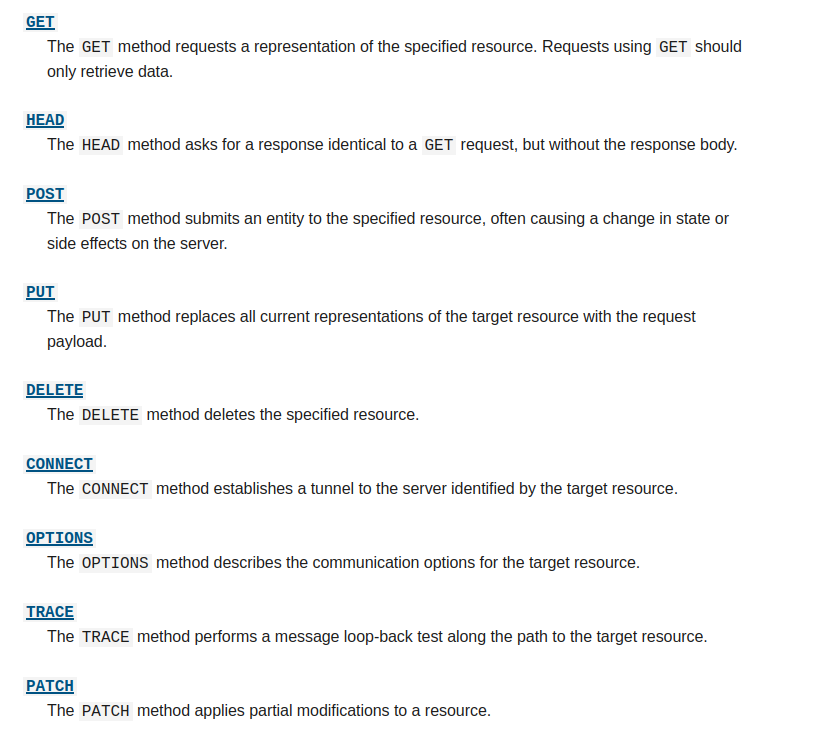 GET
The GET method requests a representation of the specified resource. Requests using GET should
only retrieve data.
HEAD
The HEAD method asks for a response identical to a GET request, but without the response body.
POST
The POST method submits an entity to the specified resource, often causing a change in state or
side effects on the server.
PUT
The PUT method replaces all current representations of the target resource with the request
payload.
DELETE
The DELETE method deletes the specified resource.
CONNECT
The CONNECT method establishes a tunnel to the server identified by the target resource.
OPTIONS
The OPTIONS method describes the communication options for the target resource.
TRACE
The TRACE method performs a message loop-back test along the path to the target resource.
PATCH
The PATCH method applies partial modifications to a resource.